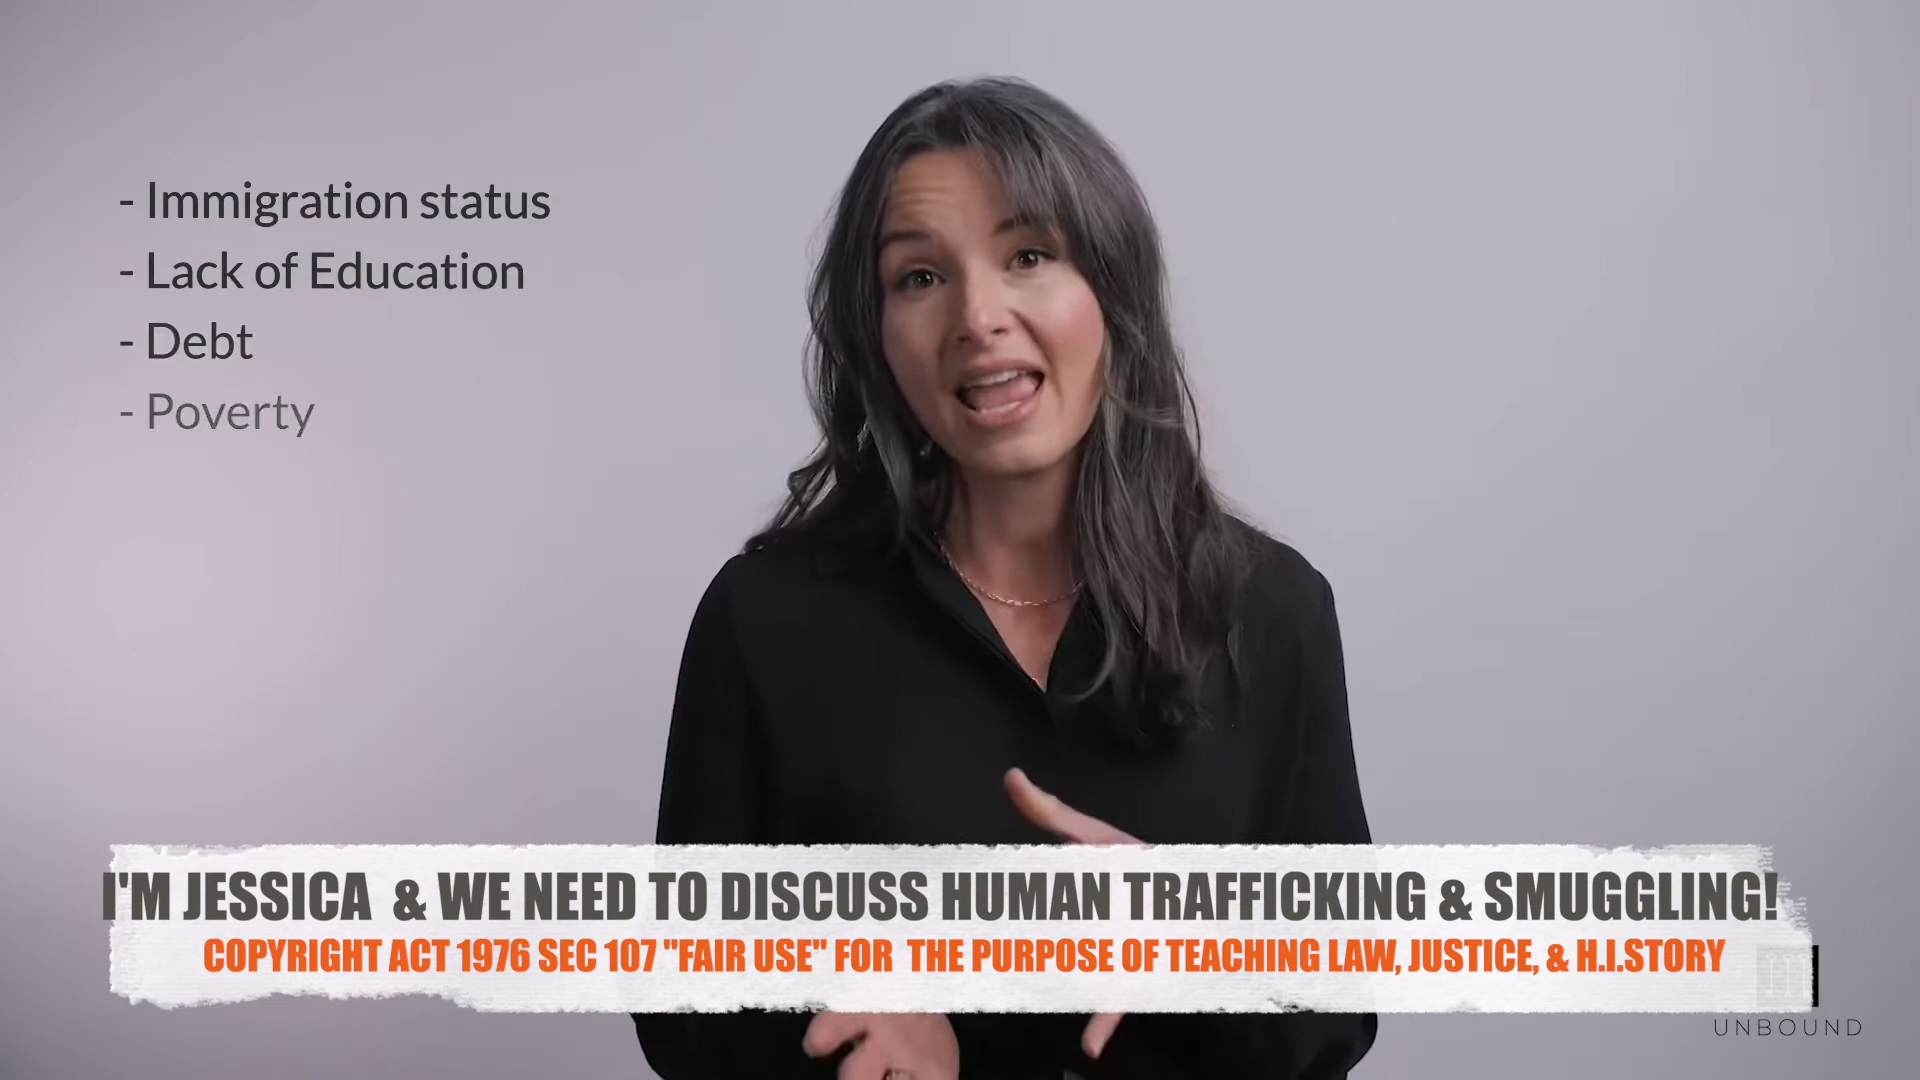 - Immigration status
- Lack of Education
- Debt
- Poverty
I'M JESSICA & WE NEED TO DISCUSS HUMAN TRAFFICKING & SMUGGLING!
COPYRIGHT ACT 1976 SEC 107 "FAIR USE" FOR THE PURPOSE OF TEACHING LAW, JUSTICE, & H.I.STORY
UNBOUND